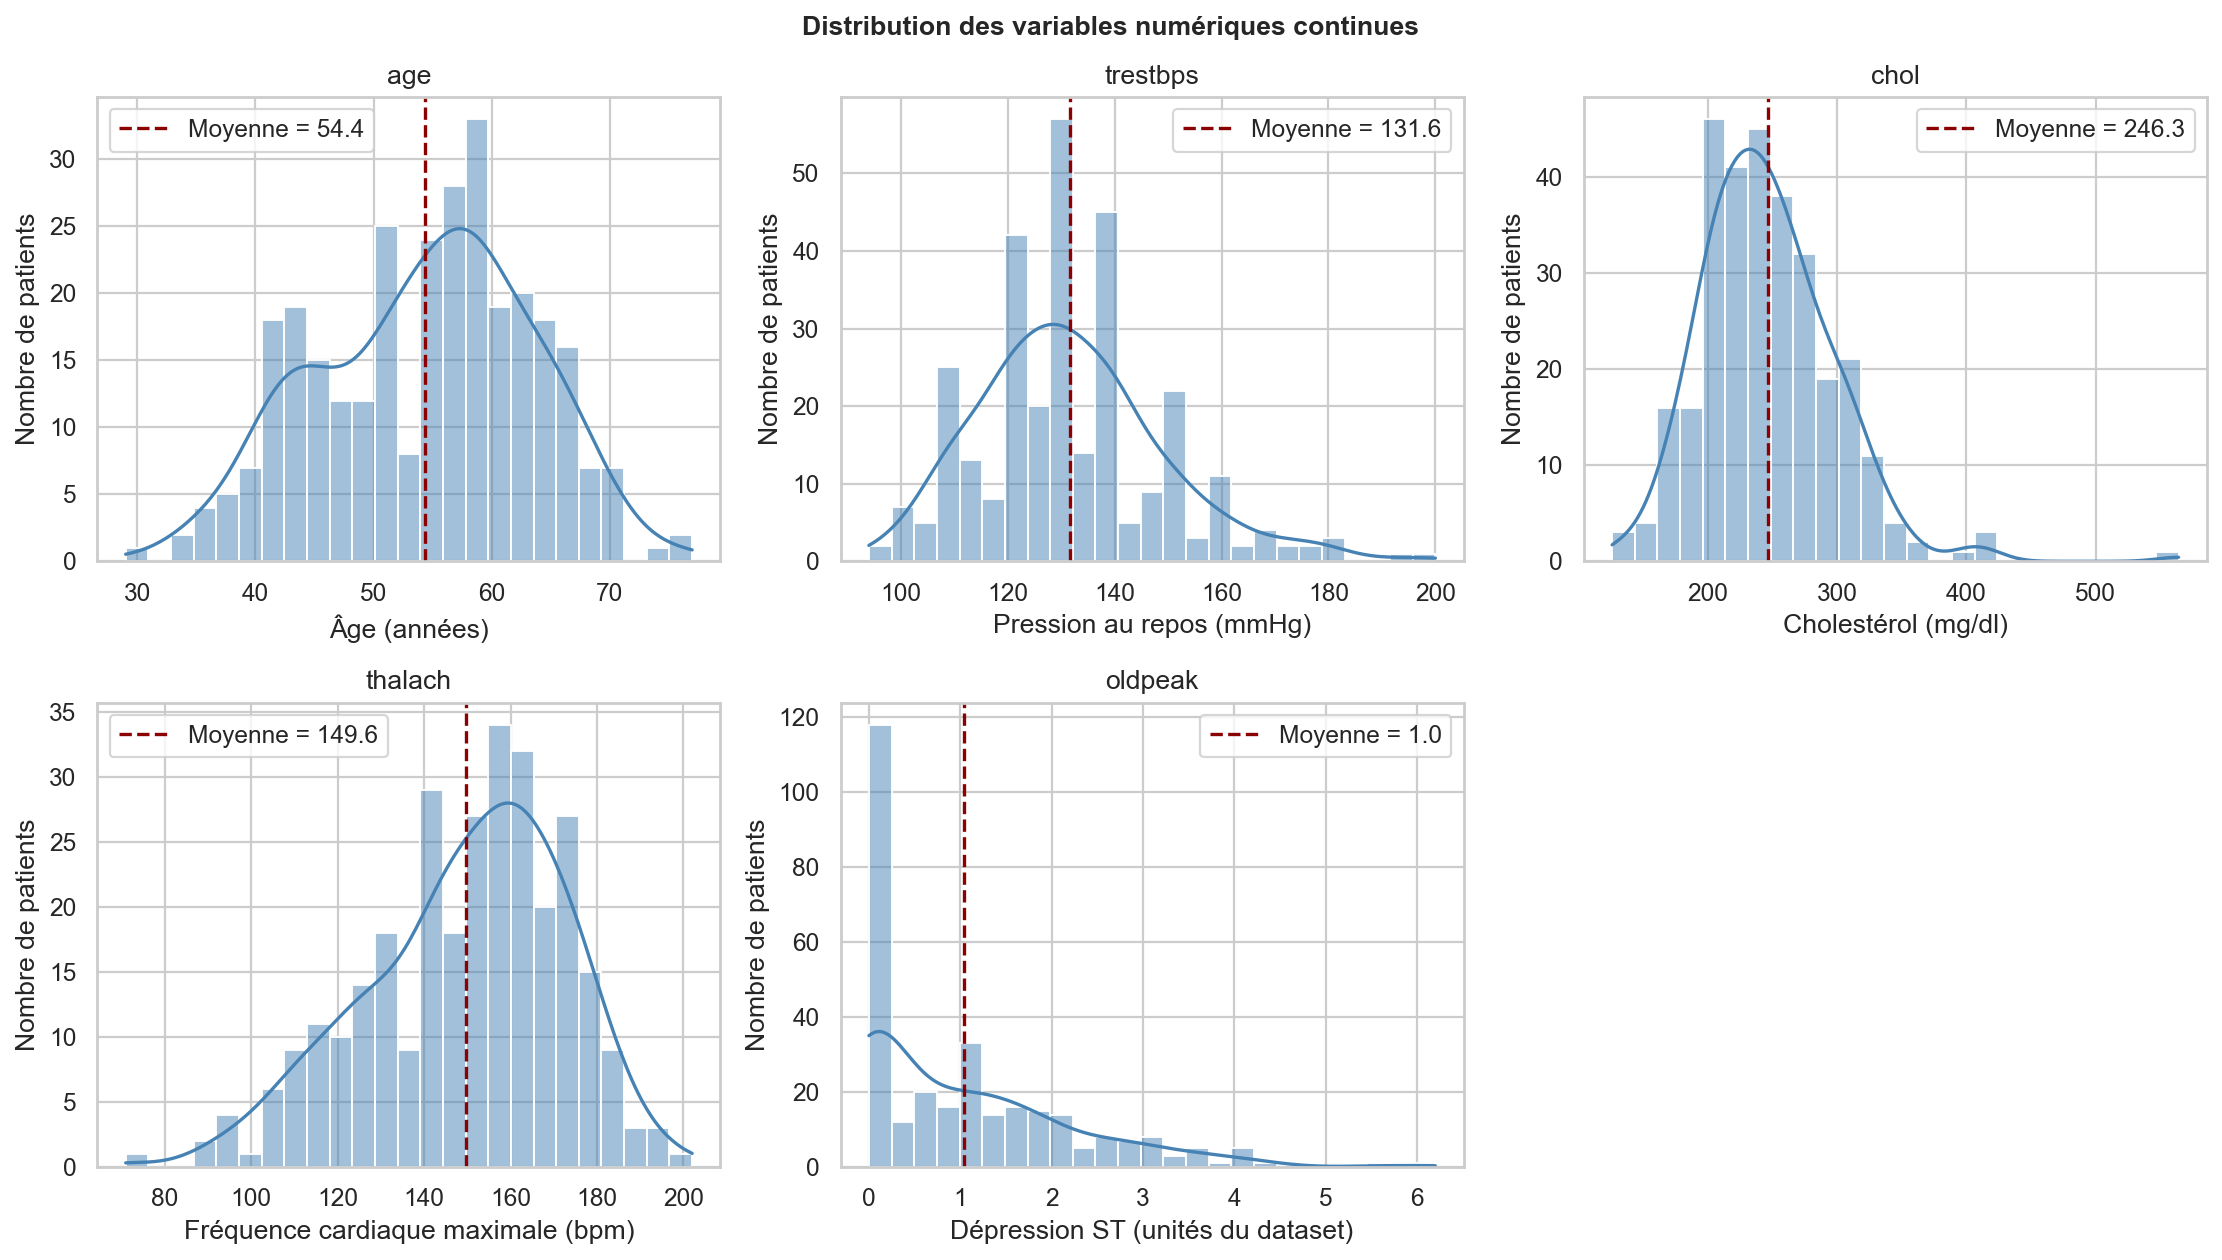 Distribution des variables numériques continues
age
Moyenne = 54.4
Nombre de patients
0
5
10
15
20
25
30
30 40 50 60 70
Âge (années)
trestbps
Moyenne = 131.6
Nombre de patients
0
10
20
30
40
50
100 120 140 160 180 200
Pression au repos (mmHg)
chol
Moyenne = 246.3
Nombre de patients
0
10
20
30
40
200 300 400 500
Cholestérol (mg/dl)
thalach
Moyenne = 149.6
Nombre de patients
0
5
10
15
20
25
30
35
80 100 120 140 160 180 200
Fréquence cardiaque maximale (bpm)
oldpeak
Moyenne = 1.0
Nombre de patients
0
20
40
60
80
100
120
0 1 2 3 4 5 6
Dépression ST (unités du dataset)